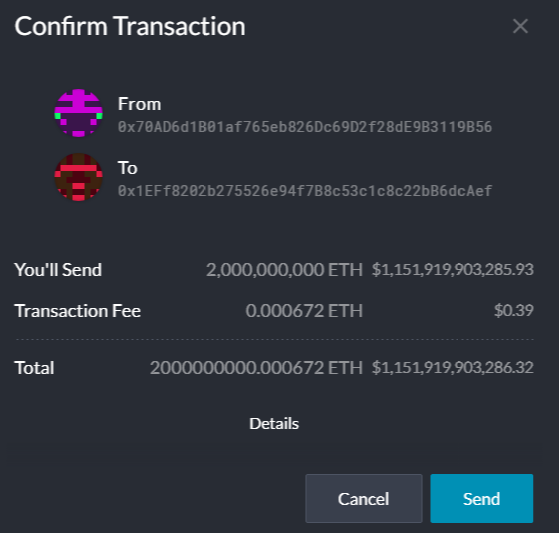 Confirm Transaction
From
0x70AD6d1B01af765eb826Dc69D2f28dE9B3119B56
To
0x1EFf8202b275526e94f7B8c53c1c8c22bB6dcAef
You'll Send 2,000,000,000 ETH $1,151,919,903,285.93
Transaction Fee 0.000672 ETH $0.39
Total 2000000000.000672 ETH $1,151,919,903,286.32
Details
Cancel Send